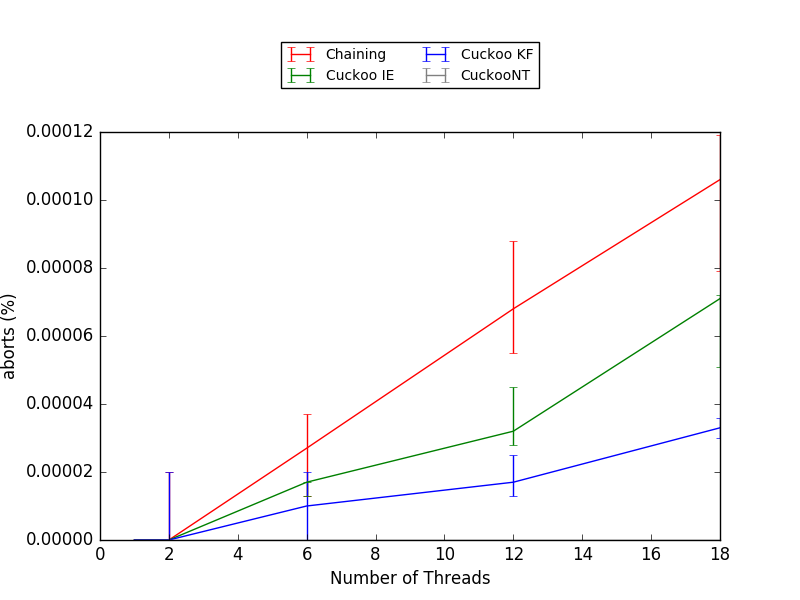 Chaining Cuckoo KF
Cuckoo IE CuckooNT
0.00012
0.00010
0.00008
0.00006
0.00004
0.00002
0.00000
aborts (%)
0 2 4 6 8 10 12 14 16 18
Number of Threads